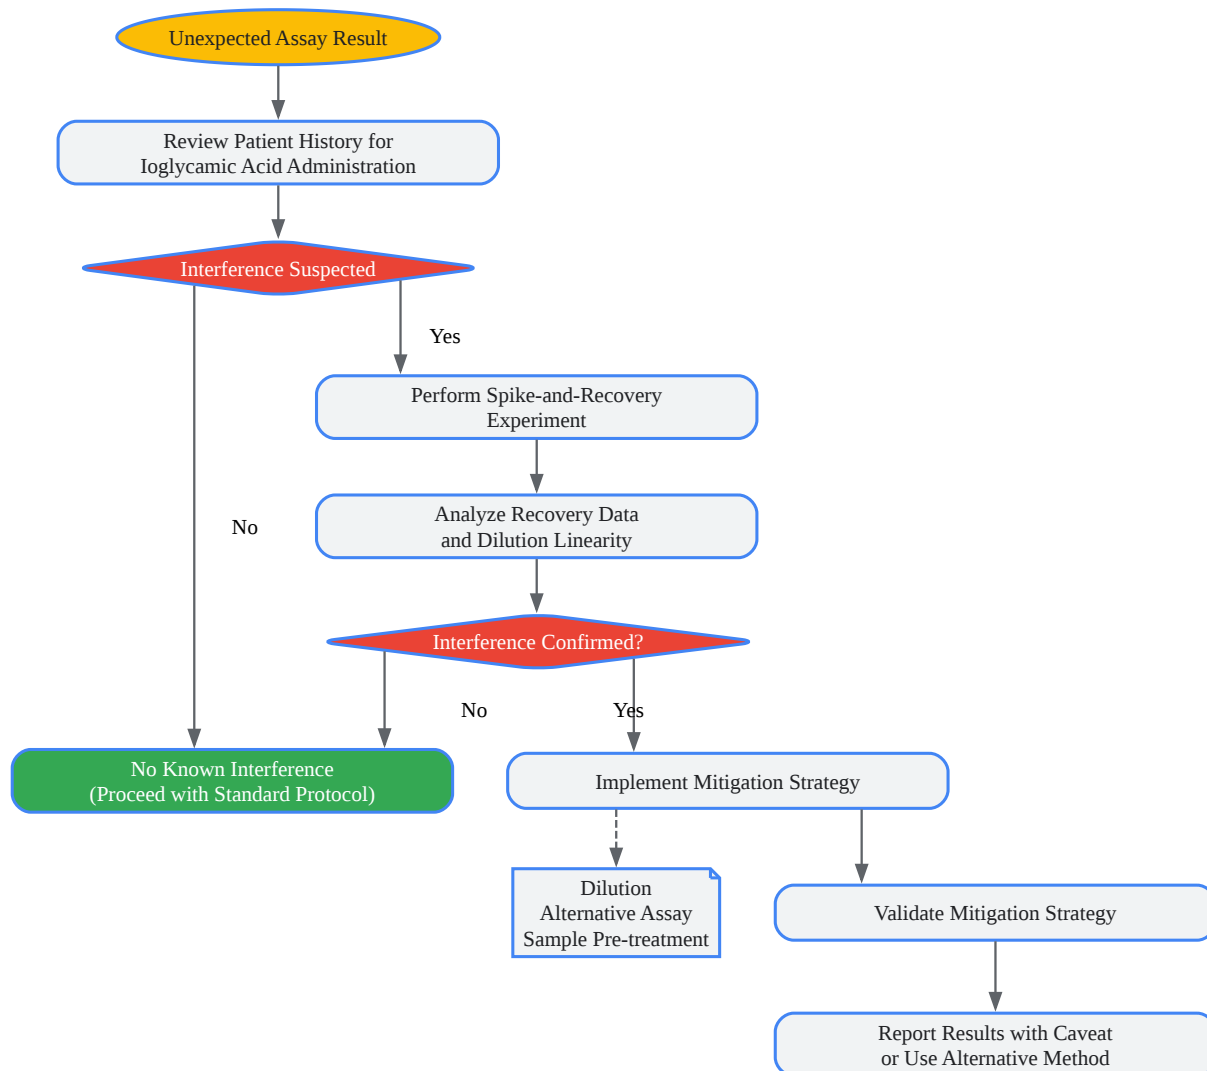 Unexpected Assay Result
Review Patient History for
Ioglycamic Acid Administration
Interference Suspected
Yes
Perform Spike-and-Recovery
Experiment
Analyze Recovery Data
and Dilution Linearity
No
Interference Confirmed?
No
Yes
No Known Interference
(Proceed with Standard Protocol)
Implement Mitigation Strategy
Dilution
Alternative Assay
Sample Pre-treatment
Validate Mitigation Strategy
Report Results with Caveat
or Use Alternative Method